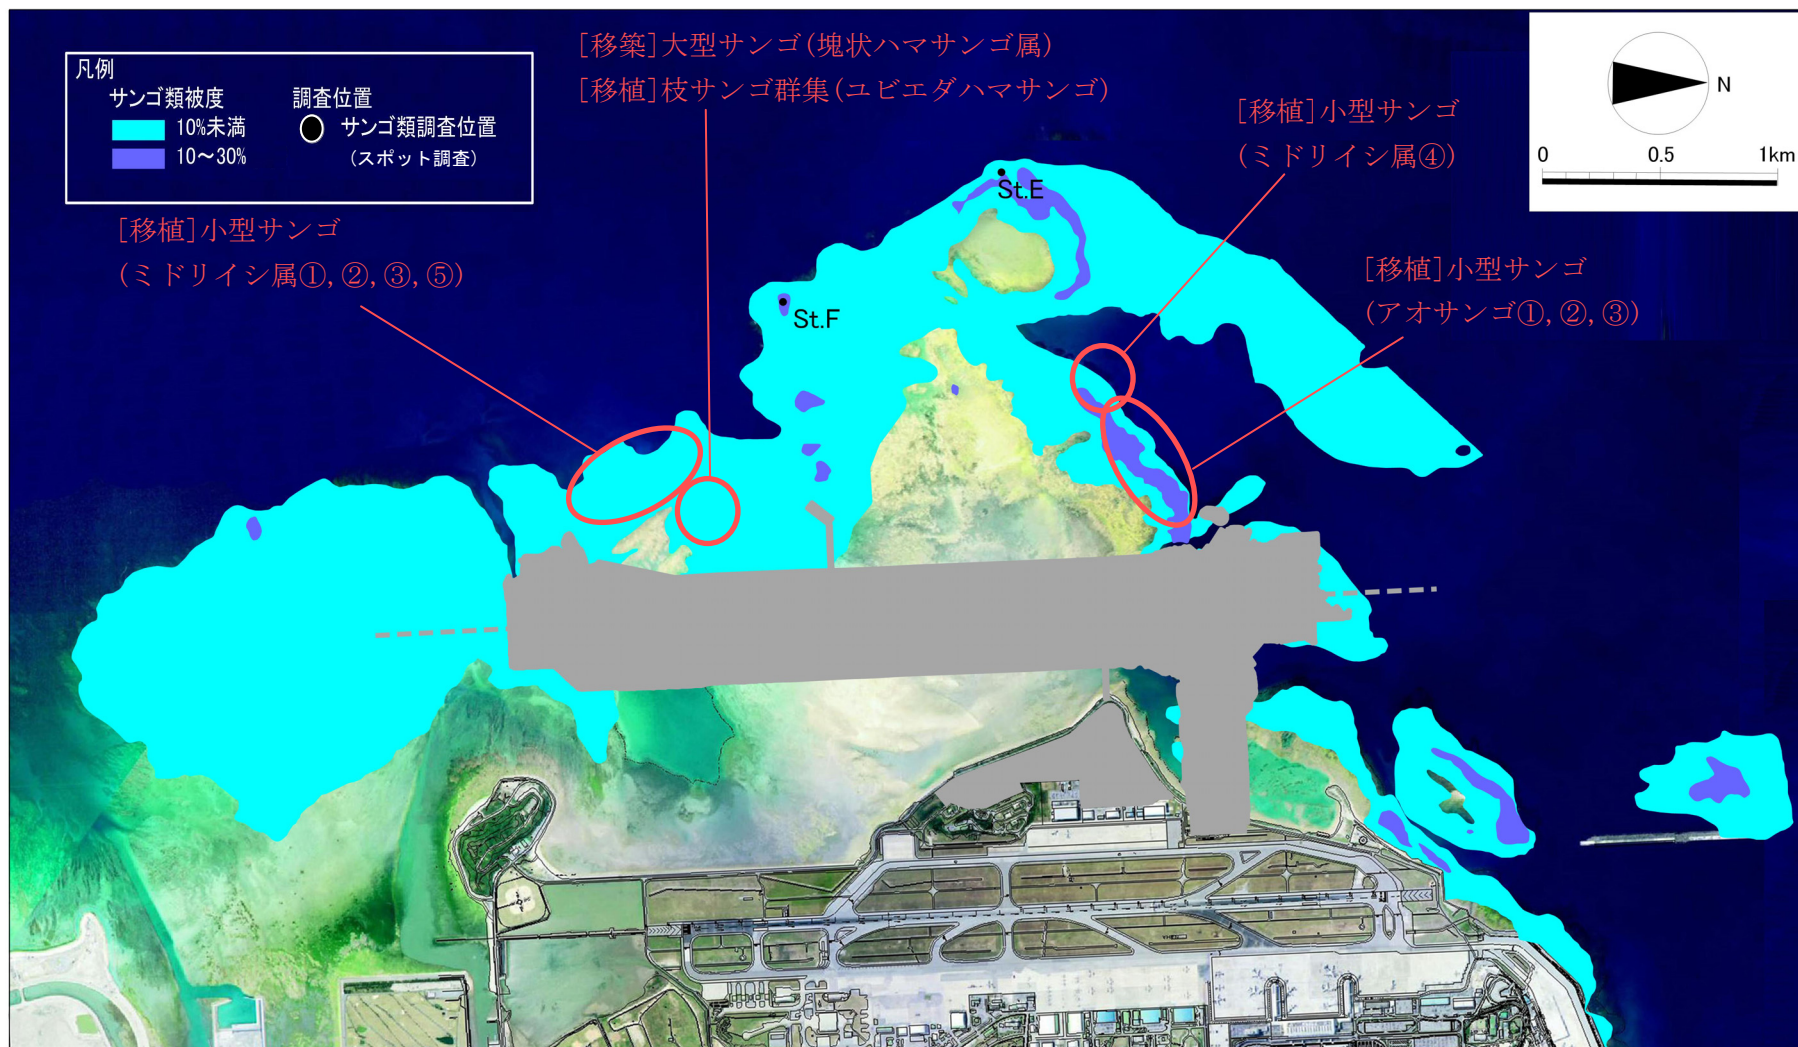 凡例
サンゴ類被度
10%未満
10～30%
調査位置
サンゴ類調査位置
(スポット調査)
[移築]大型サンゴ(塊状ハマサンゴ属)
[移植]枝サンゴ群集(ユビエダハマサンゴ)
[移植]小型サンゴ
(ミドリイシ属④)
N
0 0.5 1km
[移植]小型サンゴ
(ミドリイシ属①, ②, ③, ⑤)
[移植]小型サンゴ
(アオサンゴ①, ②, ③)
St.E
St.F